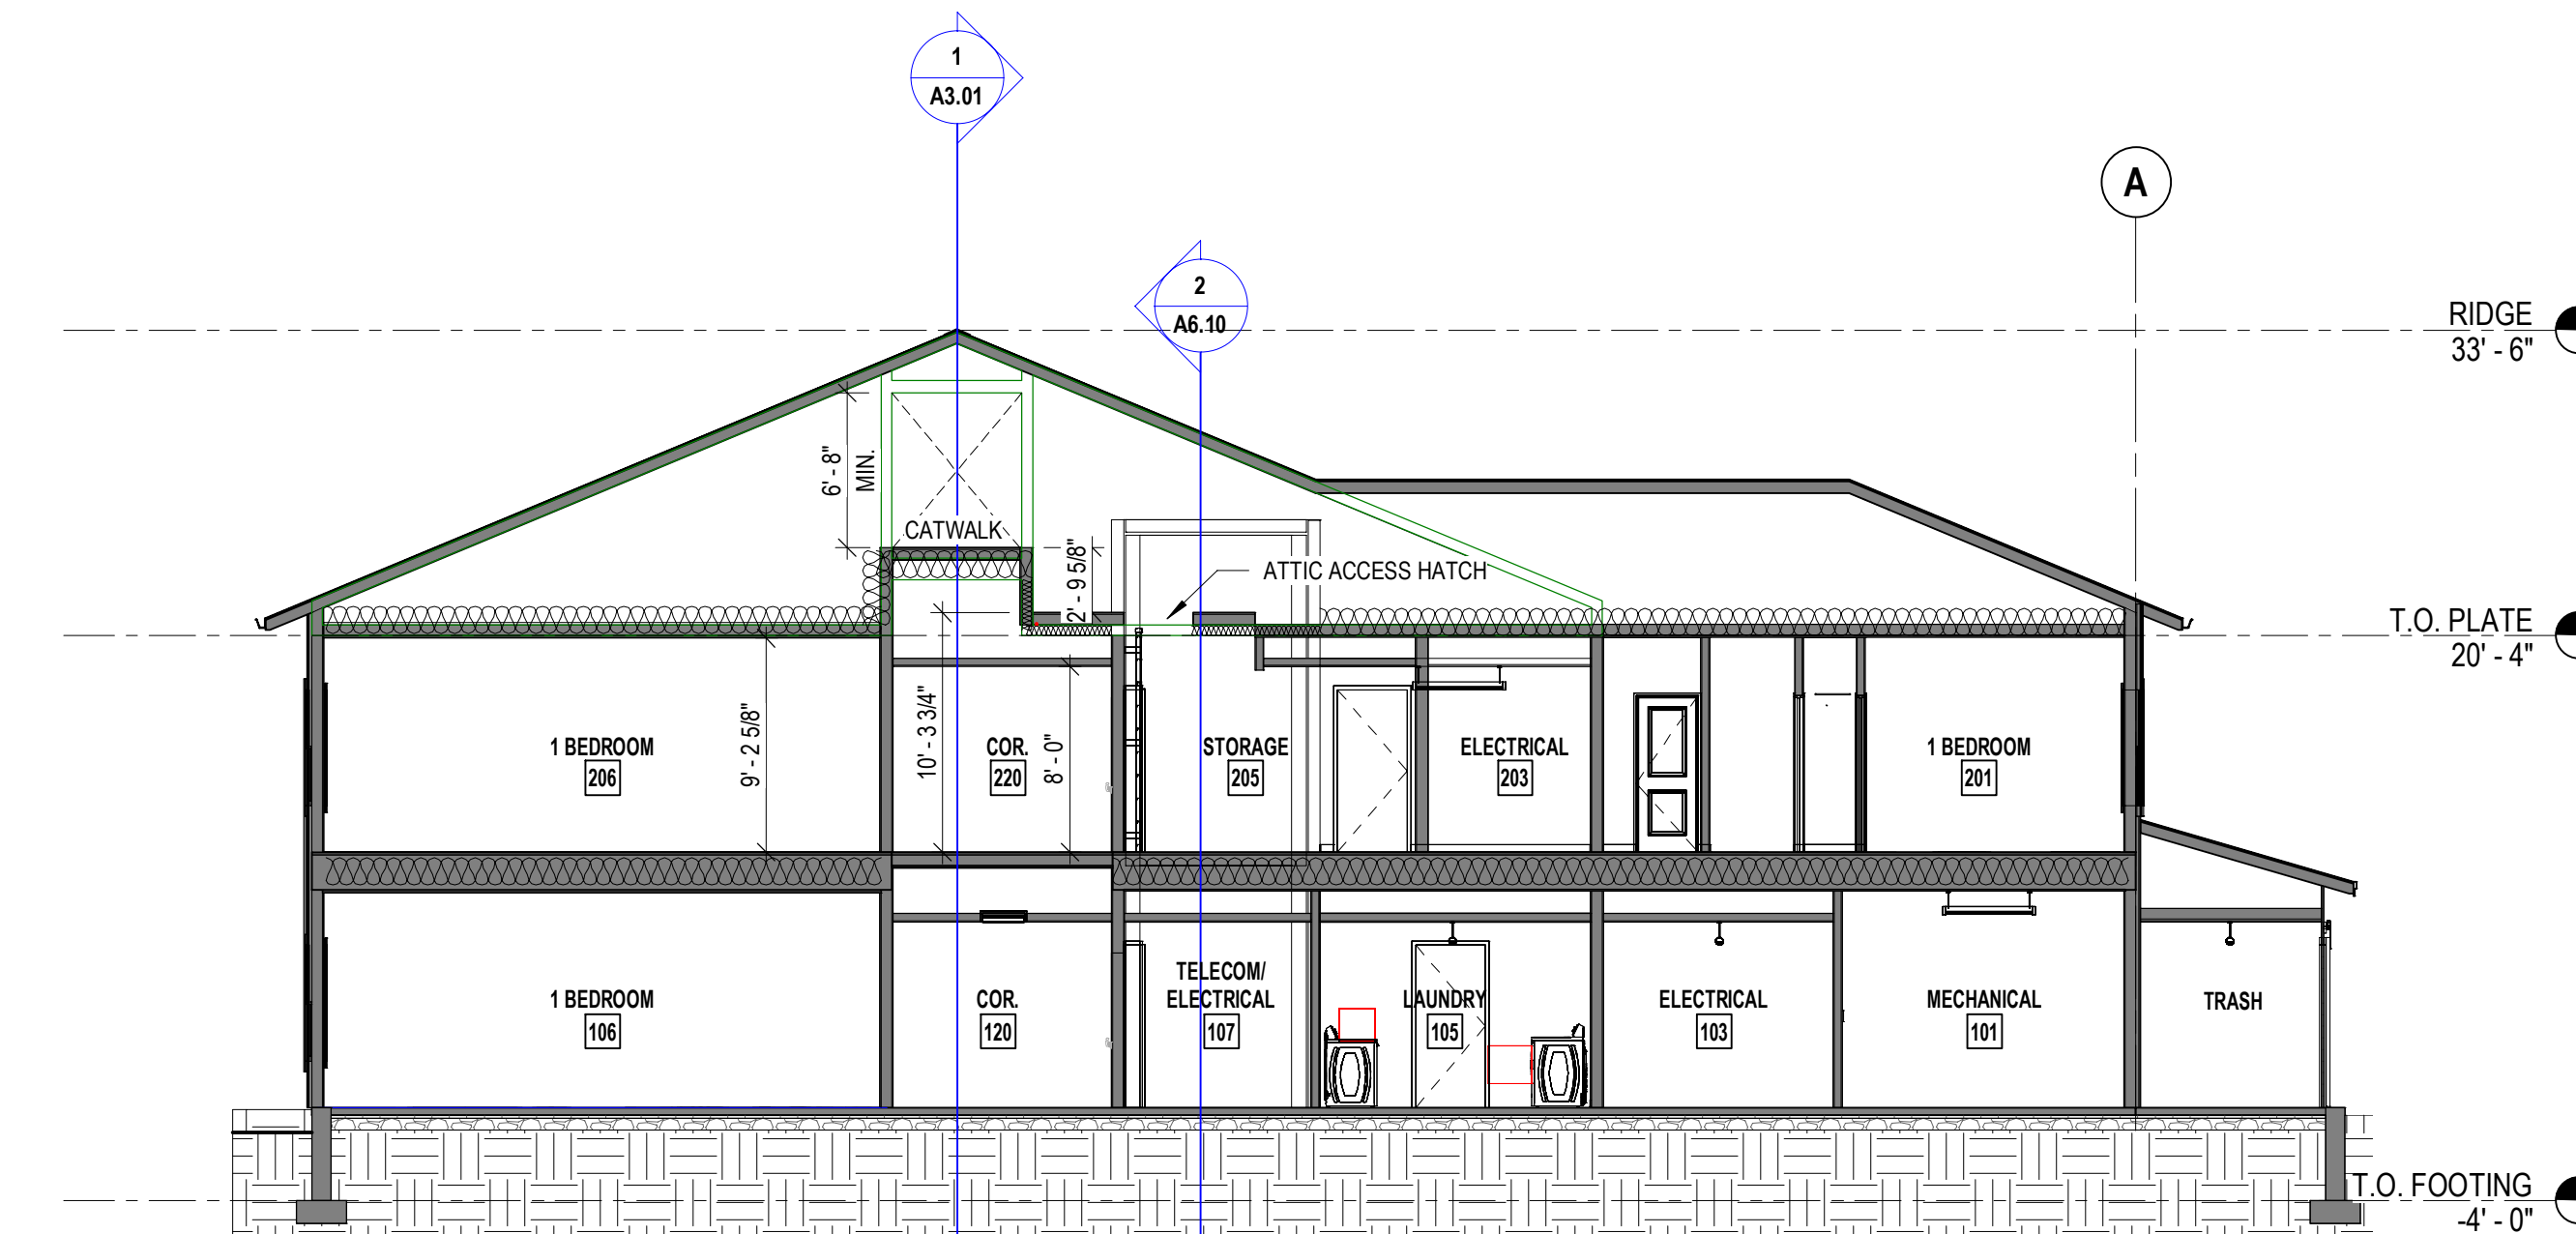 1
A3.01
A
2
A6.10
RIDGE
33' - 6"
6' - 8"
MIN.
CATWALK
2' - 9 5/8"
ATTIC ACCESS HATCH
T.O. PLATE
20' - 4"
1 BEDROOM
206
9' - 2 5/8"
10' - 3 3/4"
COR.
220
8' - 0"
STORAGE
205
ELECTRICAL
203
1 BEDROOM
201
1 BEDROOM
106
COR.
120
TELECOM/
ELECTRICAL
107
LAUNDRY
105
ELECTRICAL
103
MECHANICAL
101
TRASH
T.O. FOOTING
-4' - 0"